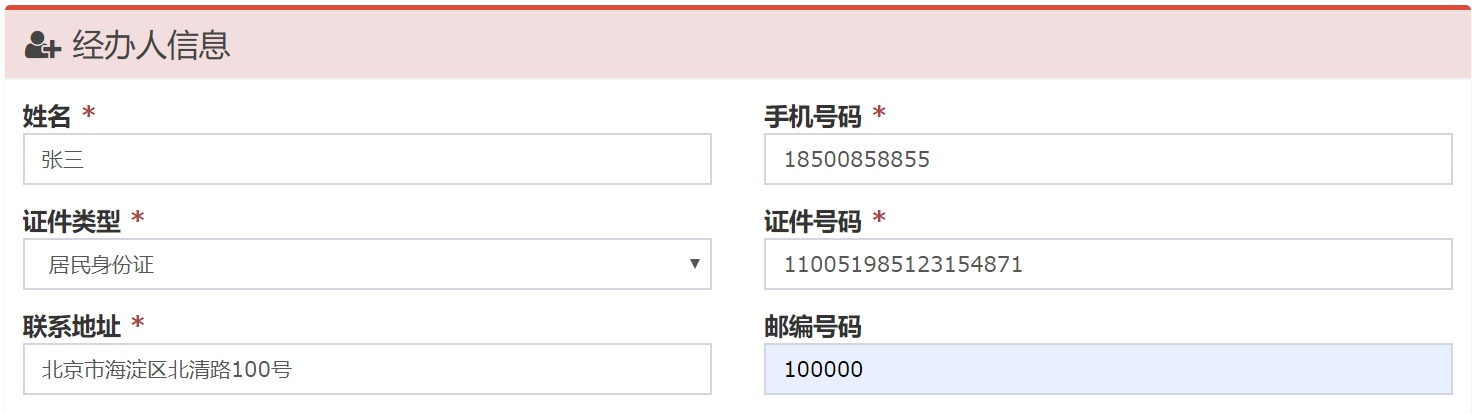 经办人信息
姓名 * 手机号码 *
张三 18500858855
证件类型 * 证件号码 *
居民身份证 110051985123154871
联系地址 * 邮编号码
北京市海淀区北清路100号 100000